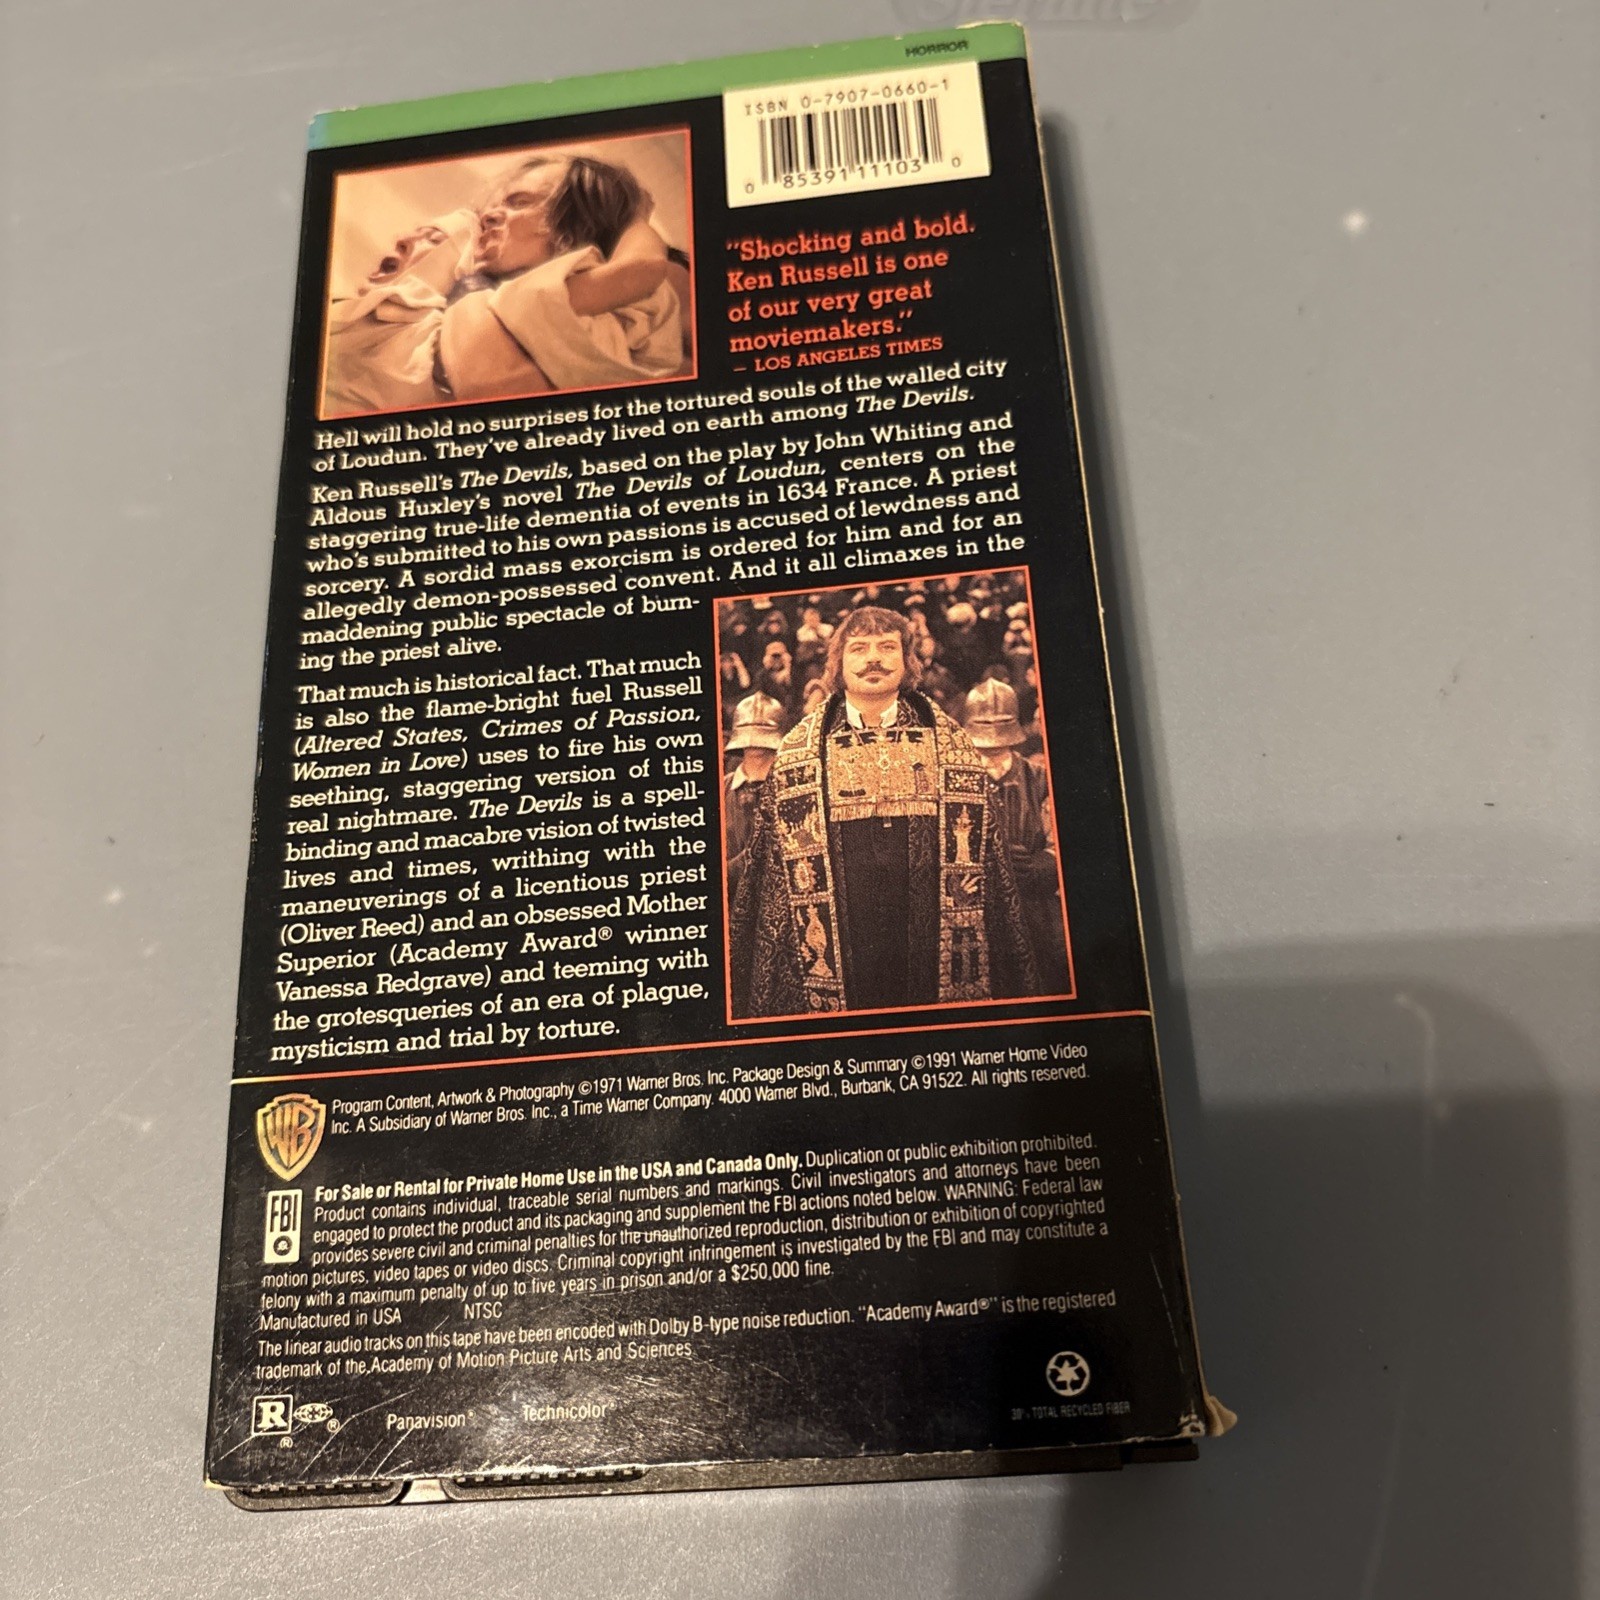 HORROR
ISBN 0-7907-0660-1
0 85391 11103 0
"Shocking and bold.
Ken Russell is one
of our very great
moviemakers."
– LOS ANGELES TIMES
Hell will hold no surprises for the tortured souls of the walled city
of Loudun. They've already lived on earth among The Devils.
Ken Russell's The Devils, based on the play by John Whiting and
Aldous Huxley's novel The Devils of Loudun, centers on the
staggering true-life dementia of events in 1634 France. A priest
who's submitted to his own passions is accused of lewdness and
sorcery. A sordid mass exorcism is ordered for him and for an
allegedly demon-possessed convent. And it all climaxes in the
maddening public spectacle of burn-
ing the priest alive.
That much is historical fact. That much
is also the flame-bright fuel Russell
(Altered States, Crimes of Passion,
Women in Love) uses to fire his own
seething, staggering version of this
real nightmare. The Devils is a spell-
binding and macabre vision of twisted
lives and times, writhing with the
maneuverings of a licentious priest
(Oliver Reed) and an obsessed Mother
Superior (Academy Award® winner
Vanessa Redgrave) and teeming with
the grotesqueries of an era of plague,
mysticism and trial by torture.
WB
Program Content, Artwork & Photography ©1971 Warner Bros. Inc. Package Design & Summary ©1991 Warner Home Video
Inc. A Subsidiary of Warner Bros. Inc., a Time Warner Company. 4000 Warner Blvd., Burbank, CA 91522. All rights reserved.
FBI
For Sale or Rental for Private Home Use in the USA and Canada Only. Duplication or public exhibition prohibited.
Product contains individual, traceable serial numbers and markings. Civil investigators and attorneys have been
engaged to protect the product and its packaging and supplement the FBI actions noted below. WARNING: Federal law
provides severe civil and criminal penalties for the unauthorized reproduction, distribution or exhibition of copyrighted
motion pictures, video tapes or video discs. Criminal copyright infringement is investigated by the FBI and may constitute a
felony with a maximum penalty of up to five years in prison and/or a $250,000 fine.
Manufactured in USA NTSC
The linear audio tracks on this tape have been encoded with Dolby B-type noise reduction. "Academy Award®" is the registered
trademark of the Academy of Motion Picture Arts and Sciences
R ® ®
Panavision® Technicolor®
TOTAL RECYCLED FIBER